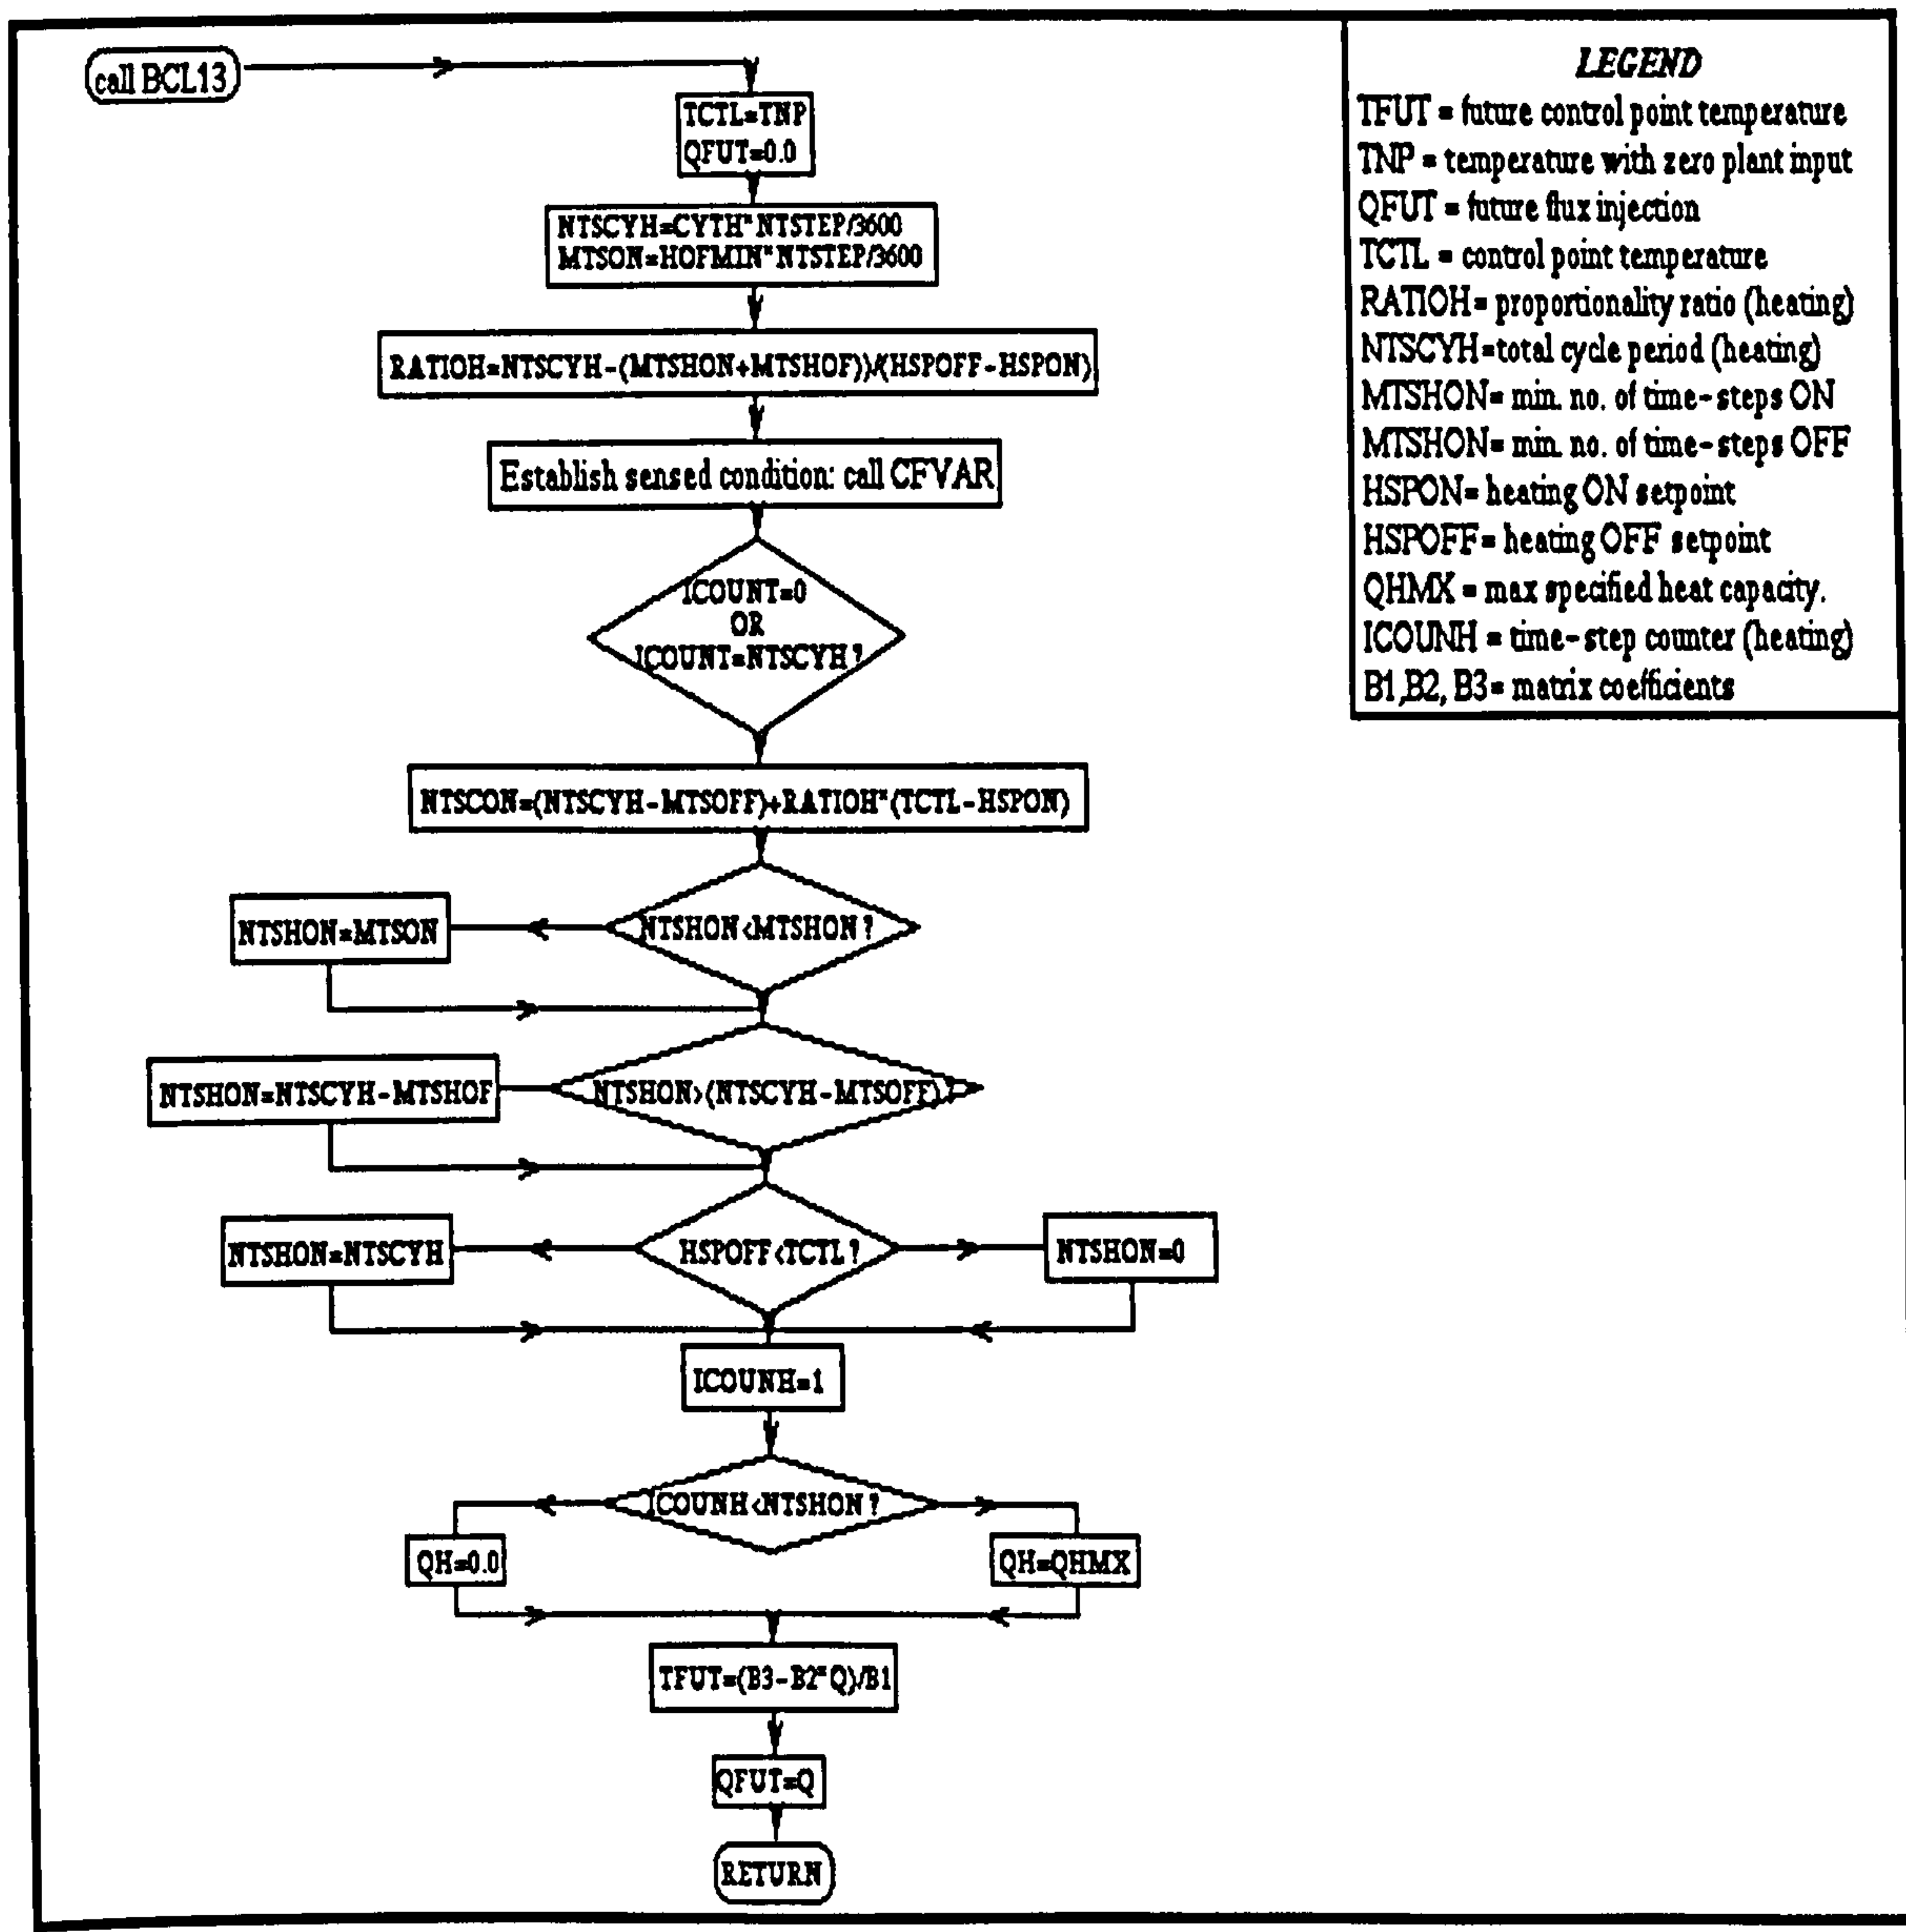 call BCL13
TCTL=TNP
QFUT=0.0
NTSCYH=CYTH*NTSTEP/3600
MTSON=HOFMIN*NTSTEP/3600
RATIOH=NTSCYH-(MTSHON+MTSHOF))/(HSPOFF-HSPON)
Establish sensed condition: call CFVAR
ICOUNT=0
OR
ICOUNT=NTSCYH?
NTSCON=(NTSCYH-MTSOFF)+RATIOH*(TCTL-HSPON)
NTSHON<MTSHON?
NTSHON=MTSON
NTSHON>(NTSCYH-MTSOFF)?
NTSHON=NTSCYH-MTSHOF
HSPOFF<TCTL?
NTSHON=NTSCYH
NTSHON=0
ICOUNH=1
ICOUNH<NTSHON?
QH=0.0
QH=QHMX
TFUT=(B3-B2*Q)/B1
QFUT=Q
RETURN
LEGEND
TFUT = future control point temperature
TNP = temperature with zero plant input
QFUT = future flux injection
TCTL = control point temperature
RATIOH= proportionality ratio (heating)
NTSCYH=total cycle period (heating)
MTSHON= min. no. of time-steps ON
MTSHON= min. no. of time-steps OFF
HSPON= heating ON setpoint
HSPOFF= heating OFF setpoint
QHMX = max specified heat capacity.
ICOUNH = time-step counter (heating)
B1,B2, B3= matrix coefficients